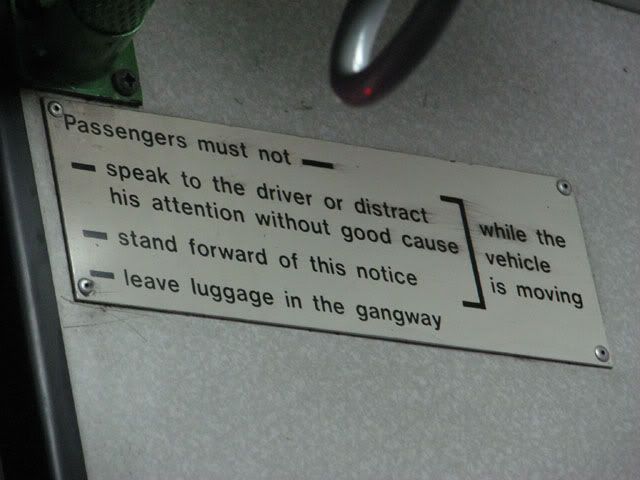 Passengers must not —
— speak to the driver or distract
his attention without good cause
— stand forward of this notice
— leave luggage in the gangway
while the
vehicle
is moving